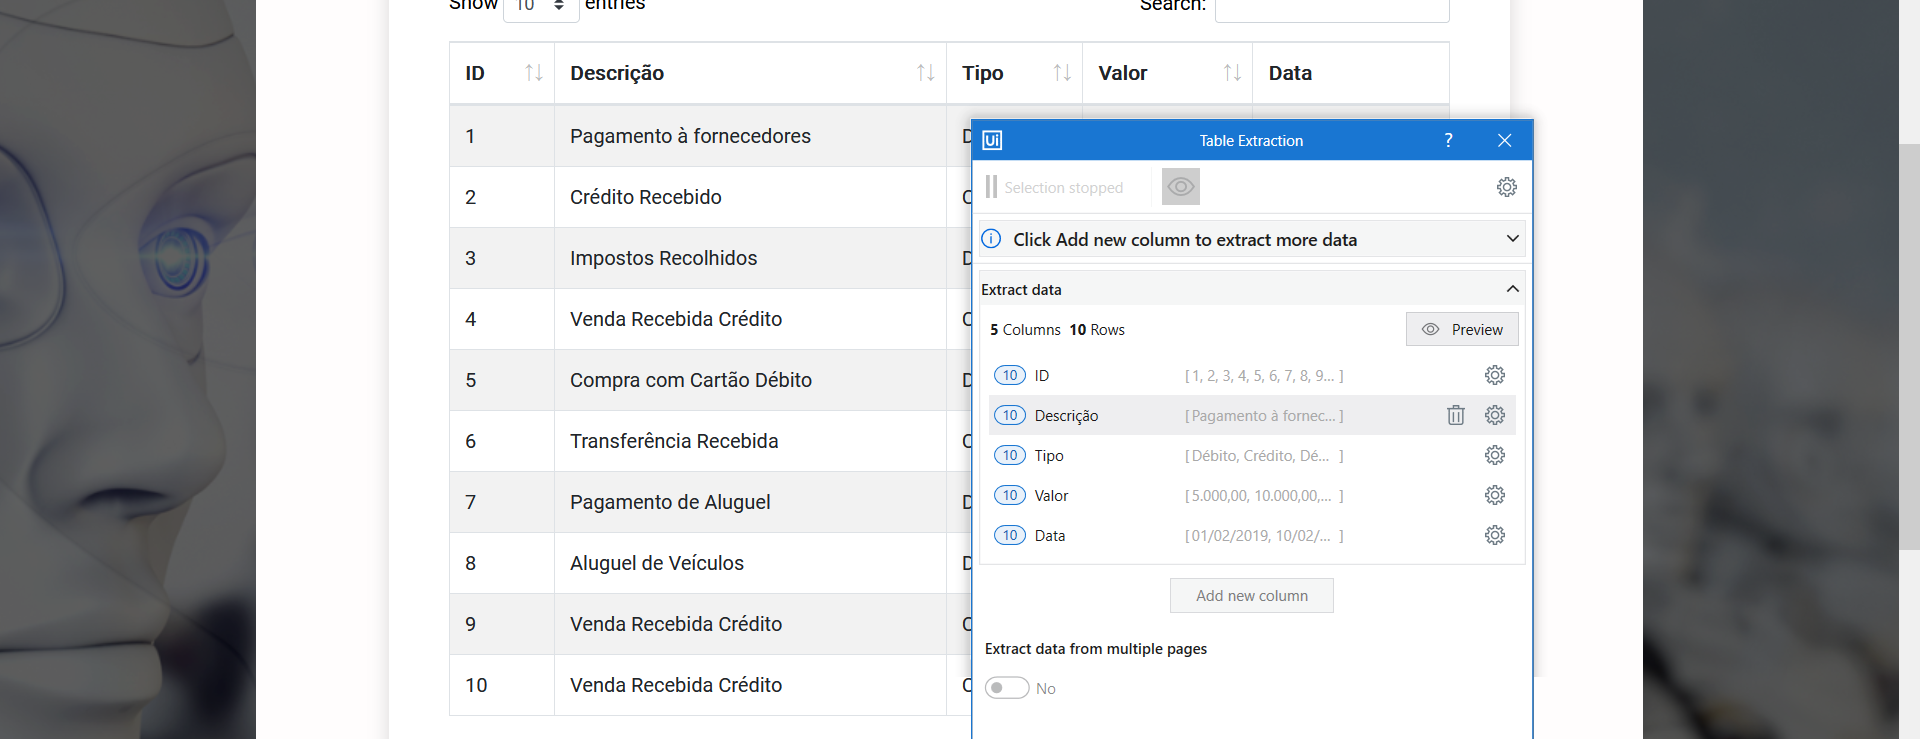 Show 10 entries
Search:
ID Descrição Tipo Valor Data
1 Pagamento à fornecedores D
2 Crédito Recebido C
3 Impostos Recolhidos D
4 Venda Recebida Crédito C
5 Compra com Cartão Débito D
6 Transferência Recebida C
7 Pagamento de Aluguel D
8 Aluguel de Veículos D
9 Venda Recebida Crédito C
10 Venda Recebida Crédito C
Ui Table Extraction ?
Selection stopped
Click Add new column to extract more data
Extract data
5 Columns 10 Rows Preview
10 ID [ 1, 2, 3, 4, 5, 6, 7, 8, 9... ]
10 Descrição [ Pagamento à fornec... ]
10 Tipo [ Débito, Crédito, Dé... ]
10 Valor [ 5.000,00, 10.000,00,... ]
10 Data [ 01/02/2019, 10/02/... ]
Add new column
Extract data from multiple pages
No